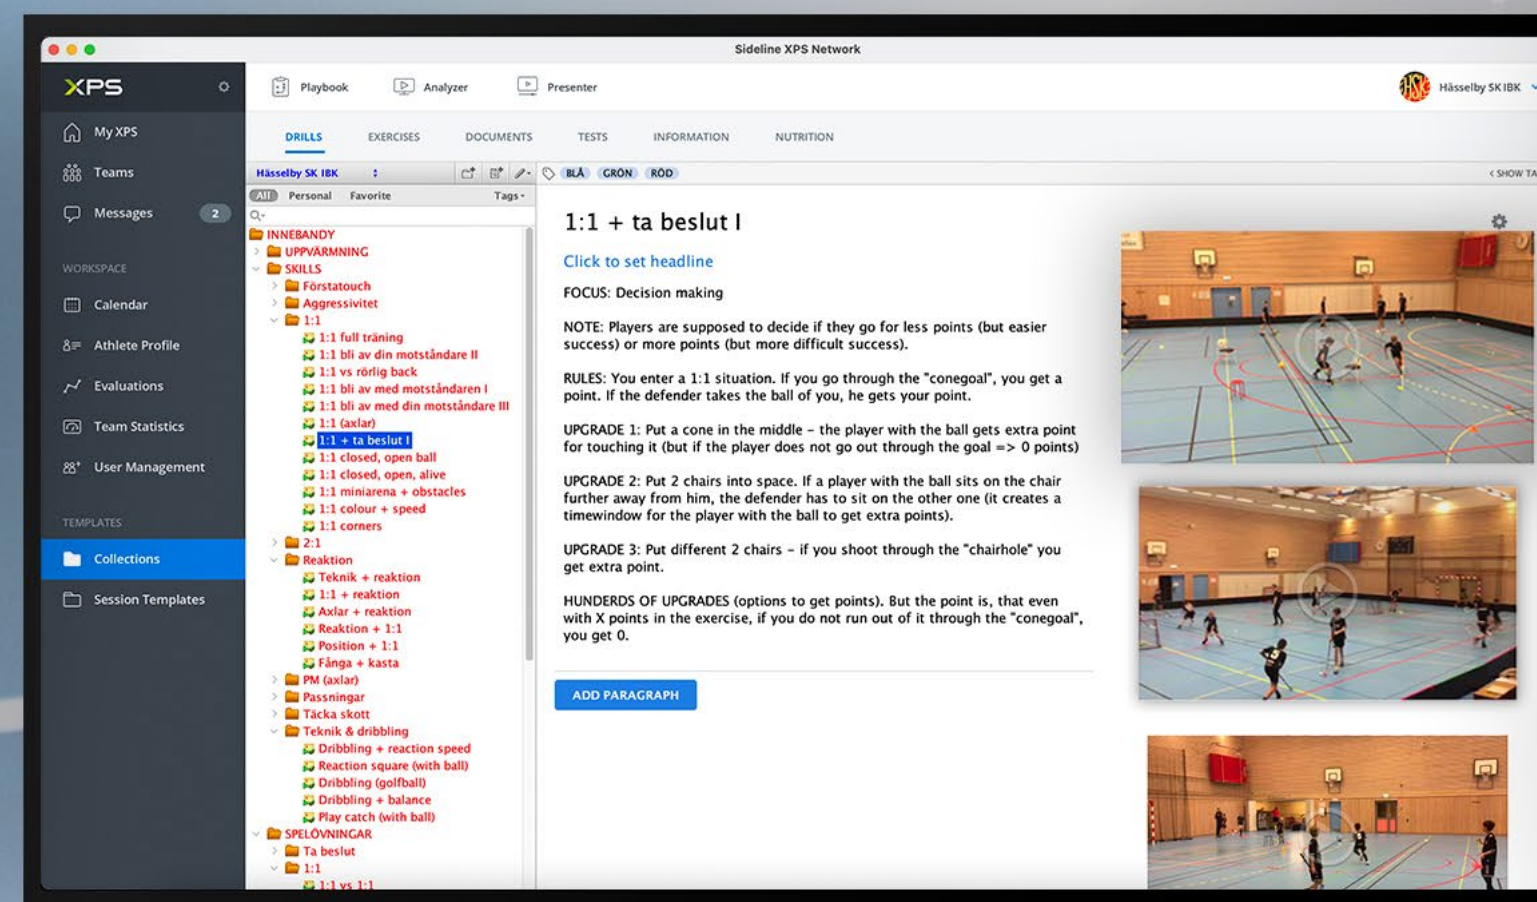 Sideline XPS Network
XPS
Playbook
Analyzer
Presenter
HSK
Hässelby SK IBK
My XPS
Teams
Messages
2
WORKSPACE
Calendar
Athlete Profile
Evaluations
Team Statistics
User Management
TEMPLATES
Collections
Session Templates
DRILLS
EXERCISES
DOCUMENTS
TESTS
INFORMATION
NUTRITION
Hässelby SK IBK
All
Personal
Favorite
Tags
INNEBANDY
UPPVÄRMNING
SKILLS
Förstatouch
Aggressivitet
1:1
1:1 full träning
1:1 bli av din motståndare II
1:1 vs rörlig back
1:1 bli av med motståndaren I
1:1 bli av med din motståndare III
1:1 (axlar)
1:1 + ta beslut I
1:1 closed, open ball
1:1 closed, open, alive
1:1 miniarena + obstacles
1:1 colour + speed
1:1 corners
2:1
Reaktion
Teknik + reaktion
1:1 + reaktion
Axlar + reaktion
Reaktion + 1:1
Position + 1:1
Fånga + kasta
PM (axlar)
Passningar
Täcka skott
Teknik & dribbling
Dribbling + reaction speed
Reaction square (with ball)
Dribbling (golfball)
Dribbling + balance
Play catch (with ball)
SPELÖVNINGAR
Ta beslut
1:1
1:1 vs 1:1
BLÅ
GRÖN
RÖD
< SHOW TA
1:1 + ta beslut I
Click to set headline
FOCUS: Decision making
NOTE: Players are supposed to decide if they go for less points (but easier
success) or more points (but more difficult success).
RULES: You enter a 1:1 situation. If you go through the "conegoal", you get a
point. If the defender takes the ball of you, he gets your point.
UPGRADE 1: Put a cone in the middle – the player with the ball gets extra point
for touching it (but if the player does not go out through the goal => 0 points)
UPGRADE 2: Put 2 chairs into space. If a player with the ball sits on the chair
further away from him, the defender has to sit on the other one (it creates a
timewindow for the player with the ball to get extra points).
UPGRADE 3: Put different 2 chairs – if you shoot through the "chairhole" you
get extra point.
HUNDERDS OF UPGRADES (options to get points). But the point is, that even
with X points in the exercise, if you do not run out of it through the "conegoal",
you get 0.
ADD PARAGRAPH